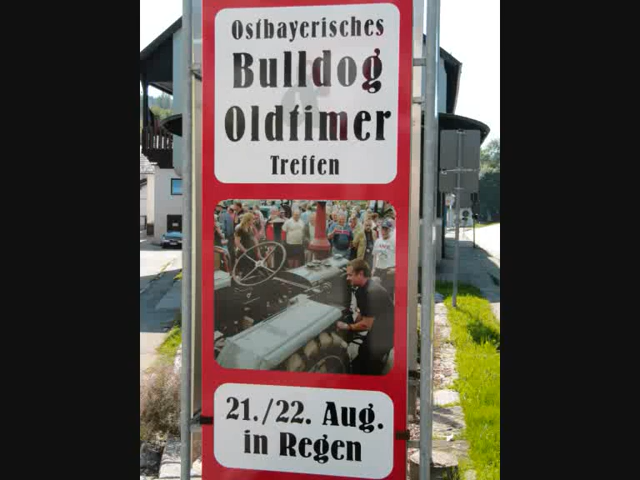 Ostbayerisches
Bulldog
Oldtimer
Treffen
21./22. Aug.
in Regen